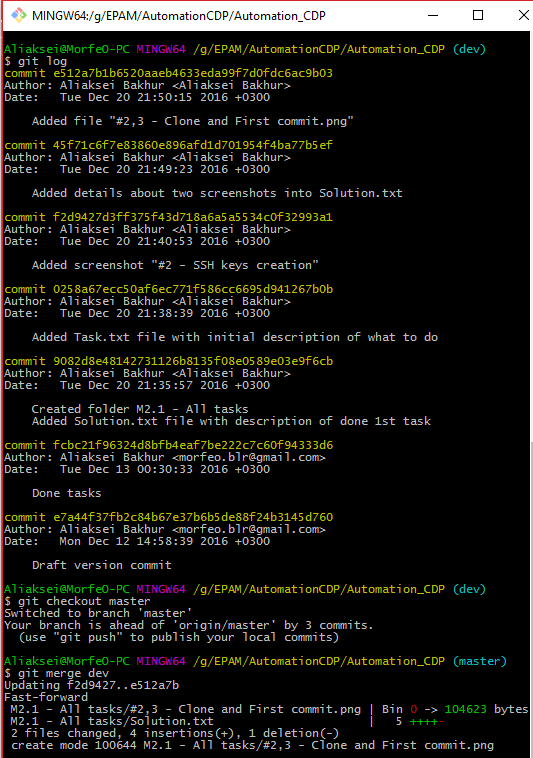 MINGW64:/g/EPAM/AutomationCDP/Automation_CDP
Aliaksei@MorfeO-PC MINGW64 /g/EPAM/AutomationCDP/Automation_CDP (dev)
$ git log
commit e512a7b1b6520aaeb4633eda99f7d0fdc6ac9b03
Author: Aliaksei Bakhur <Aliaksei Bakhur>
Date:   Tue Dec 20 21:50:15 2016 +0300
    Added file "#2,3 - Clone and First commit.png"
commit 45f71c6f7e83860e896afd1d701954f4ba77b5ef
Author: Aliaksei Bakhur <Aliaksei Bakhur>
Date:   Tue Dec 20 21:49:23 2016 +0300
    Added details about two screenshots into Solution.txt
commit f2d9427d3ff375f43d718a6a5a5534c0f32993a1
Author: Aliaksei Bakhur <Aliaksei Bakhur>
Date:   Tue Dec 20 21:40:53 2016 +0300
    Added screenshot "#2 - SSH keys creation"
commit 0258a67ecc50af6ec771f586cc6695d941267b0b
Author: Aliaksei Bakhur <Aliaksei Bakhur>
Date:   Tue Dec 20 21:38:39 2016 +0300
    Added Task.txt file with initial description of what to do
commit 9082d8e48142731126b8135f08e0589e03e9f6cb
Author: Aliaksei Bakhur <Aliaksei Bakhur>
Date:   Tue Dec 20 21:35:57 2016 +0300
    Created folder M2.1 - All tasks
    Added Solution.txt file with description of done 1st task
commit fcbc21f96324d8bfb4eaf7be222c7c60f94333d6
Author: Aliaksei Bakhur <morfeo.blr@gmail.com>
Date:   Tue Dec 13 00:30:33 2016 +0300
    Done tasks
commit e7a44f37fb2c84b67e37b6b5de88f24b3145d760
Author: Aliaksei Bakhur <morfeo.blr@gmail.com>
Date:   Mon Dec 12 14:58:39 2016 +0300
    Draft version commit
Aliaksei@MorfeO-PC MINGW64 /g/EPAM/AutomationCDP/Automation_CDP (dev)
$ git checkout master
Switched to branch 'master'
Your branch is ahead of 'origin/master' by 3 commits.
  (use "git push" to publish your local commits)
Aliaksei@MorfeO-PC MINGW64 /g/EPAM/AutomationCDP/Automation_CDP (master)
$ git merge dev
Updating f2d9427..e512a7b
Fast-forward
 M2.1 - All tasks/#2,3 - Clone and First commit.png | Bin 0 -> 104623 bytes
 M2.1 - All tasks/Solution.txt                      |   5 ++++-
 2 files changed, 4 insertions(+), 1 deletion(-)
 create mode 100644 M2.1 - All tasks/#2,3 - Clone and First commit.png